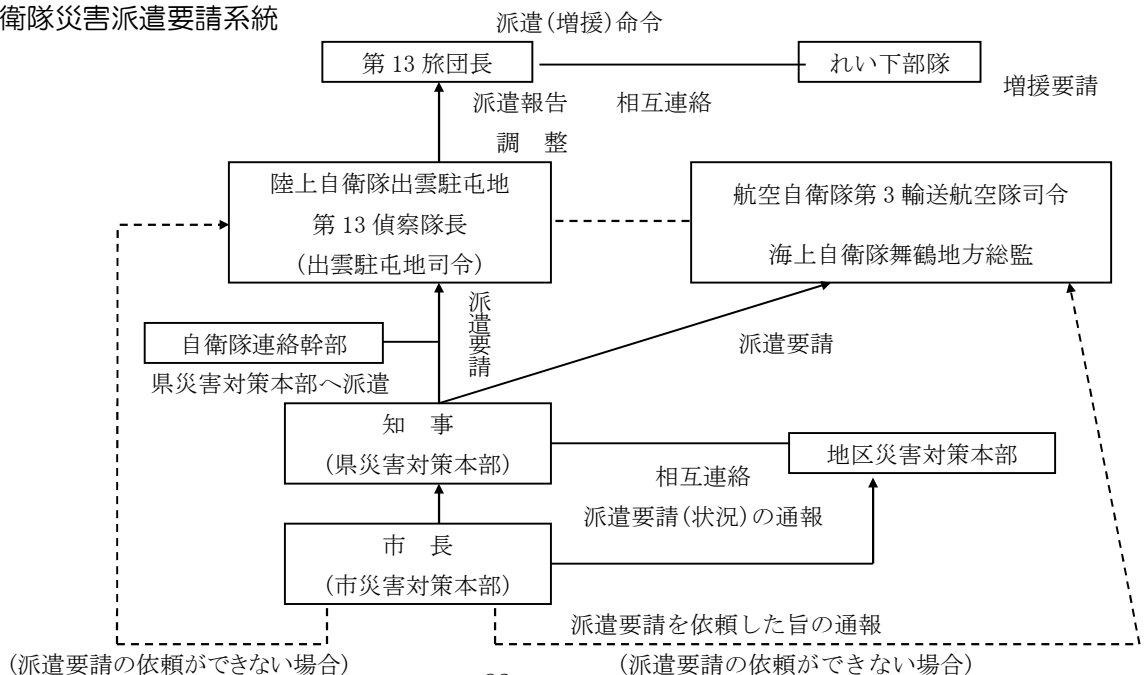 衛隊災害派遣要請系統
派遣(増援)命令
第13旅団長
れい下部隊
増援要請
派遣報告 相互連絡
調 整
陸上自衛隊出雲駐屯地
第13偵察隊長
(出雲駐屯地司令)
航空自衛隊第3輸送航空隊司令
海上自衛隊舞鶴地方総監
派遣要請
自衛隊連絡幹部
県災害対策本部へ派遣
派遣要請
知 事
(県災害対策本部)
地区災害対策本部
相互連絡
派遣要請(状況)の通報
市 長
(市災害対策本部)
派遣要請を依頼した旨の通報
(派遣要請の依頼ができない場合)
(派遣要請の依頼ができない場合)